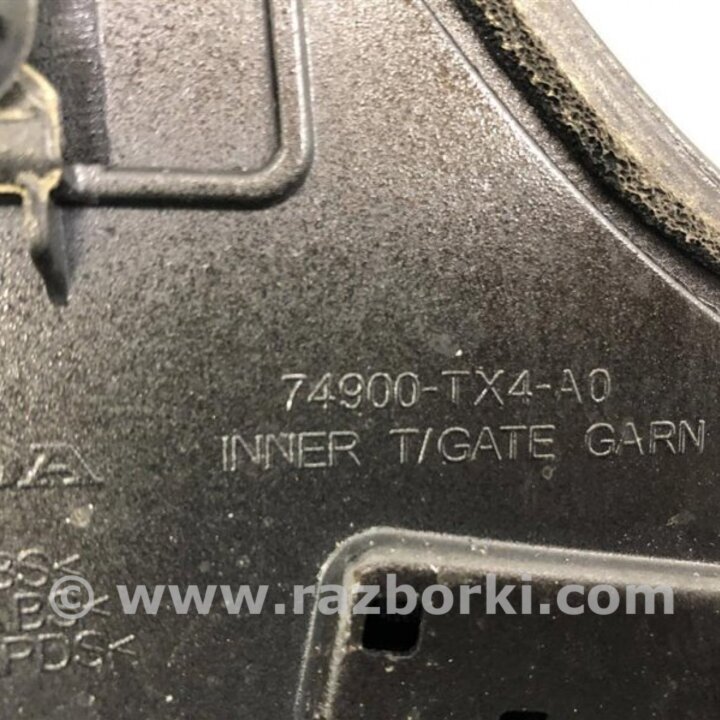 74900-TX4-A0
INNER T/GATE GARN
© www.razborki.com